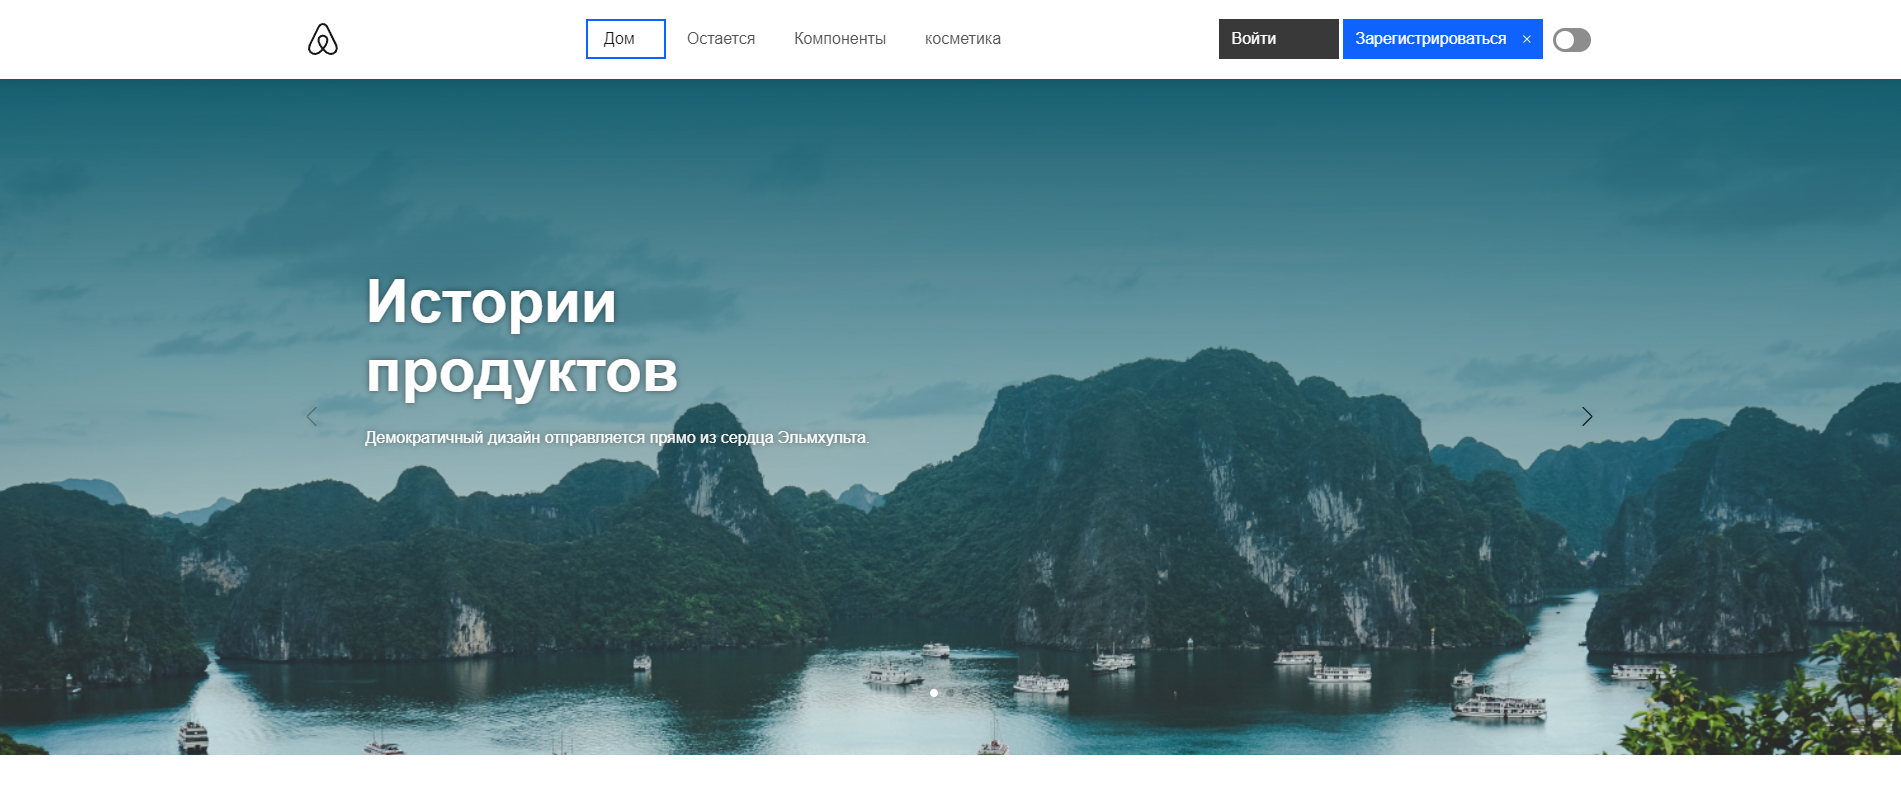 Дом
Остается
Компоненты
косметика
Войти
Зарегистрироваться ×
Истории
продуктов
Демократичный дизайн отправляется прямо из сердца Эльмхульта.